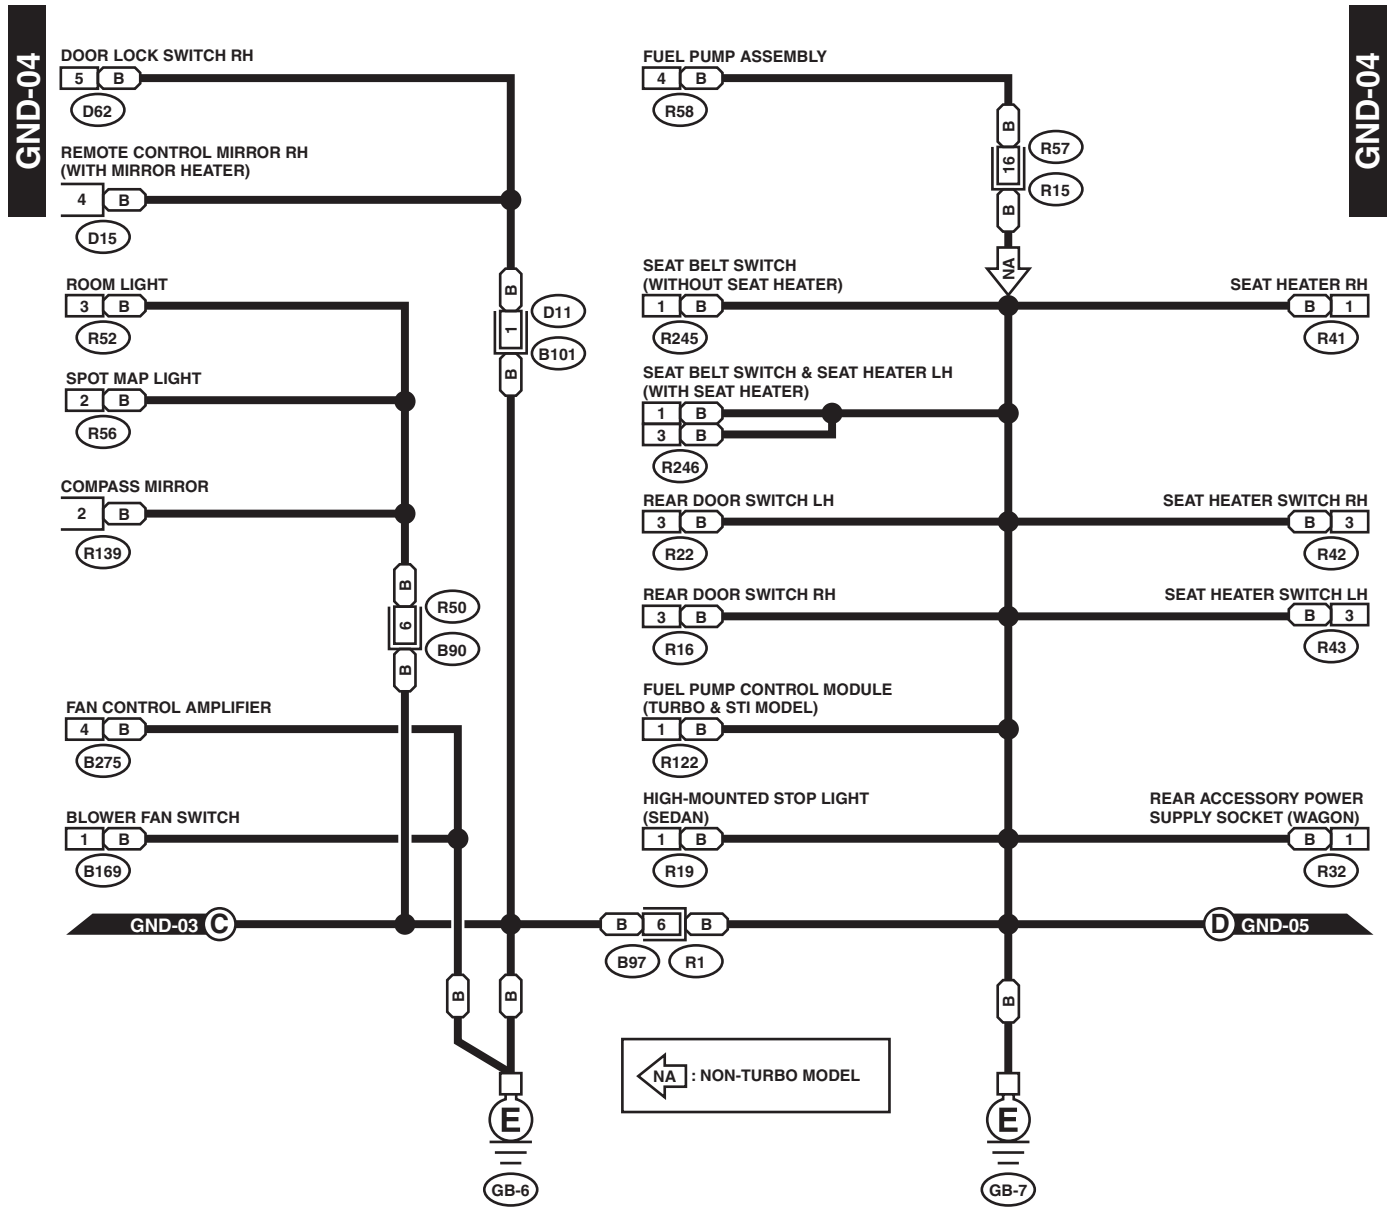 GND-04
GND-04
DOOR LOCK SWITCH RH
5 B
D62
REMOTE CONTROL MIRROR RH
(WITH MIRROR HEATER)
4 B
D15
ROOM LIGHT
3 B
R52
SPOT MAP LIGHT
2 B
R56
COMPASS MIRROR
2 B
R139
B
R50
6
B90
B
B
D11
1
B101
B
FAN CONTROL AMPLIFIER
4 B
B275
BLOWER FAN SWITCH
1 B
B169
FUEL PUMP ASSEMBLY
4 B
R58
B
R57
16
R15
B
NA
SEAT BELT SWITCH
(WITHOUT SEAT HEATER)
1 B
R245
SEAT BELT SWITCH & SEAT HEATER LH
(WITH SEAT HEATER)
1 B
3 B
R246
REAR DOOR SWITCH LH
3 B
R22
REAR DOOR SWITCH RH
3 B
R16
FUEL PUMP CONTROL MODULE
(TURBO & STI MODEL)
1 B
R122
HIGH-MOUNTED STOP LIGHT
(SEDAN)
1 B
R19
SEAT HEATER RH
B 1
R41
SEAT HEATER SWITCH RH
B 3
R42
SEAT HEATER SWITCH LH
B 3
R43
REAR ACCESSORY POWER
SUPPLY SOCKET (WAGON)
B 1
R32
GND-03 C
B 6 B
B97 R1
D GND-05
B B
B
NA : NON-TURBO MODEL
E
GB-6
E
GB-7